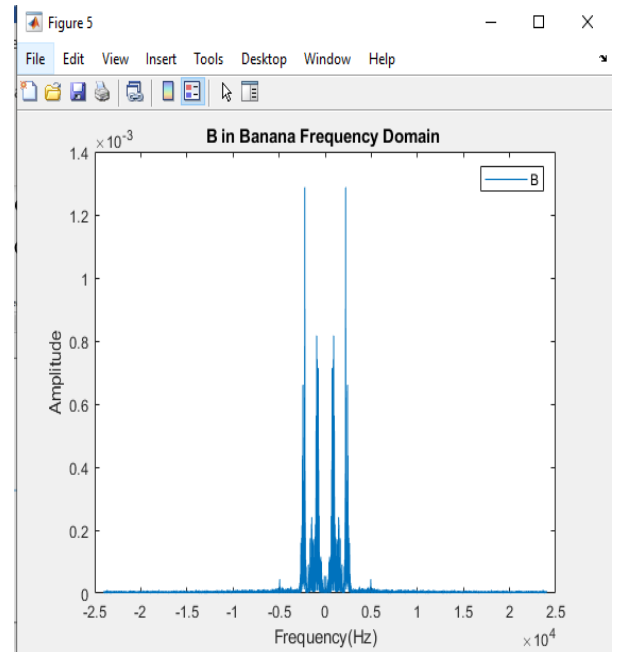 Figure 5
File Edit View Insert Tools Desktop Window Help
B in Banana Frequency Domain
×10⁻³
B
1.4
1.2
1
0.8
0.6
0.4
0.2
0
Amplitude
-2.5 -2 -1.5 -1 -0.5 0 0.5 1 1.5 2 2.5
Frequency(Hz)
×10⁴